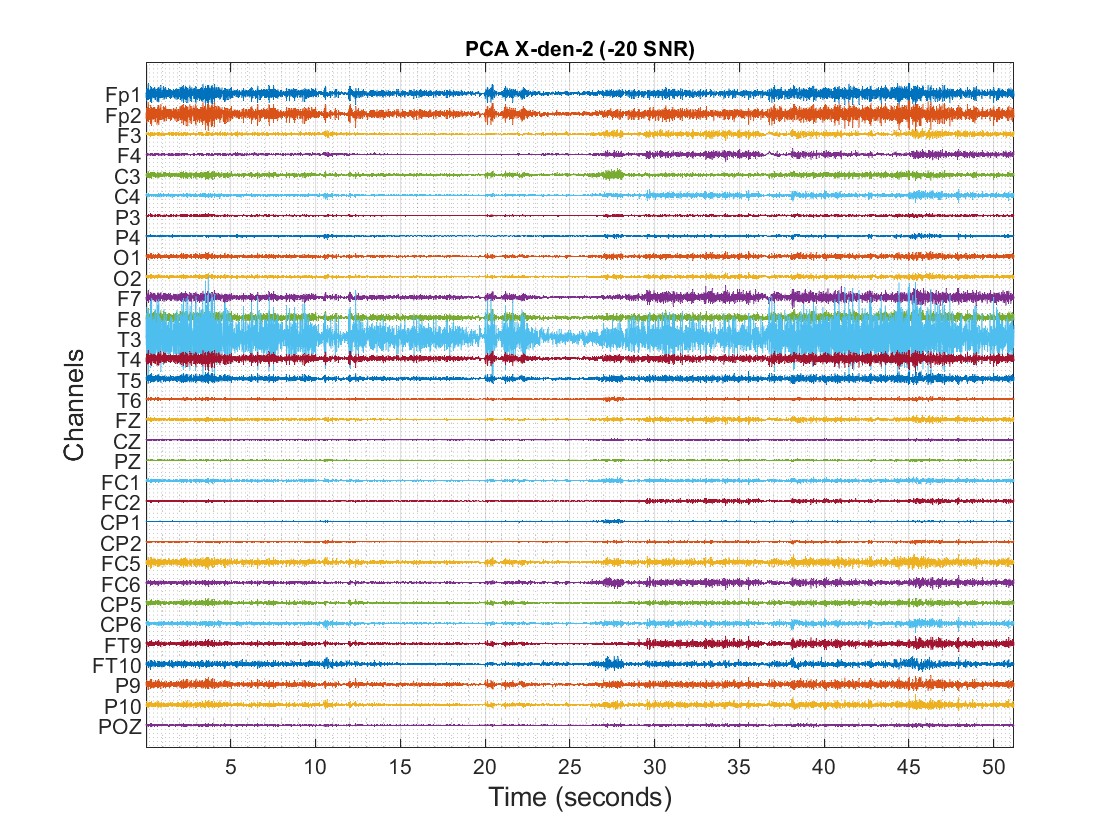 PCA X-den-2 (-20 SNR)
Fp1
Fp2
F3
F4
C3
C4
P3
P4
O1
O2
F7
F8
T3
T4
T5
T6
FZ
CZ
PZ
FC1
FC2
CP1
CP2
FC5
FC6
CP5
CP6
FT9
FT10
P9
P10
POZ
Channels
5 10 15 20 25 30 35 40 45 50
Time (seconds)